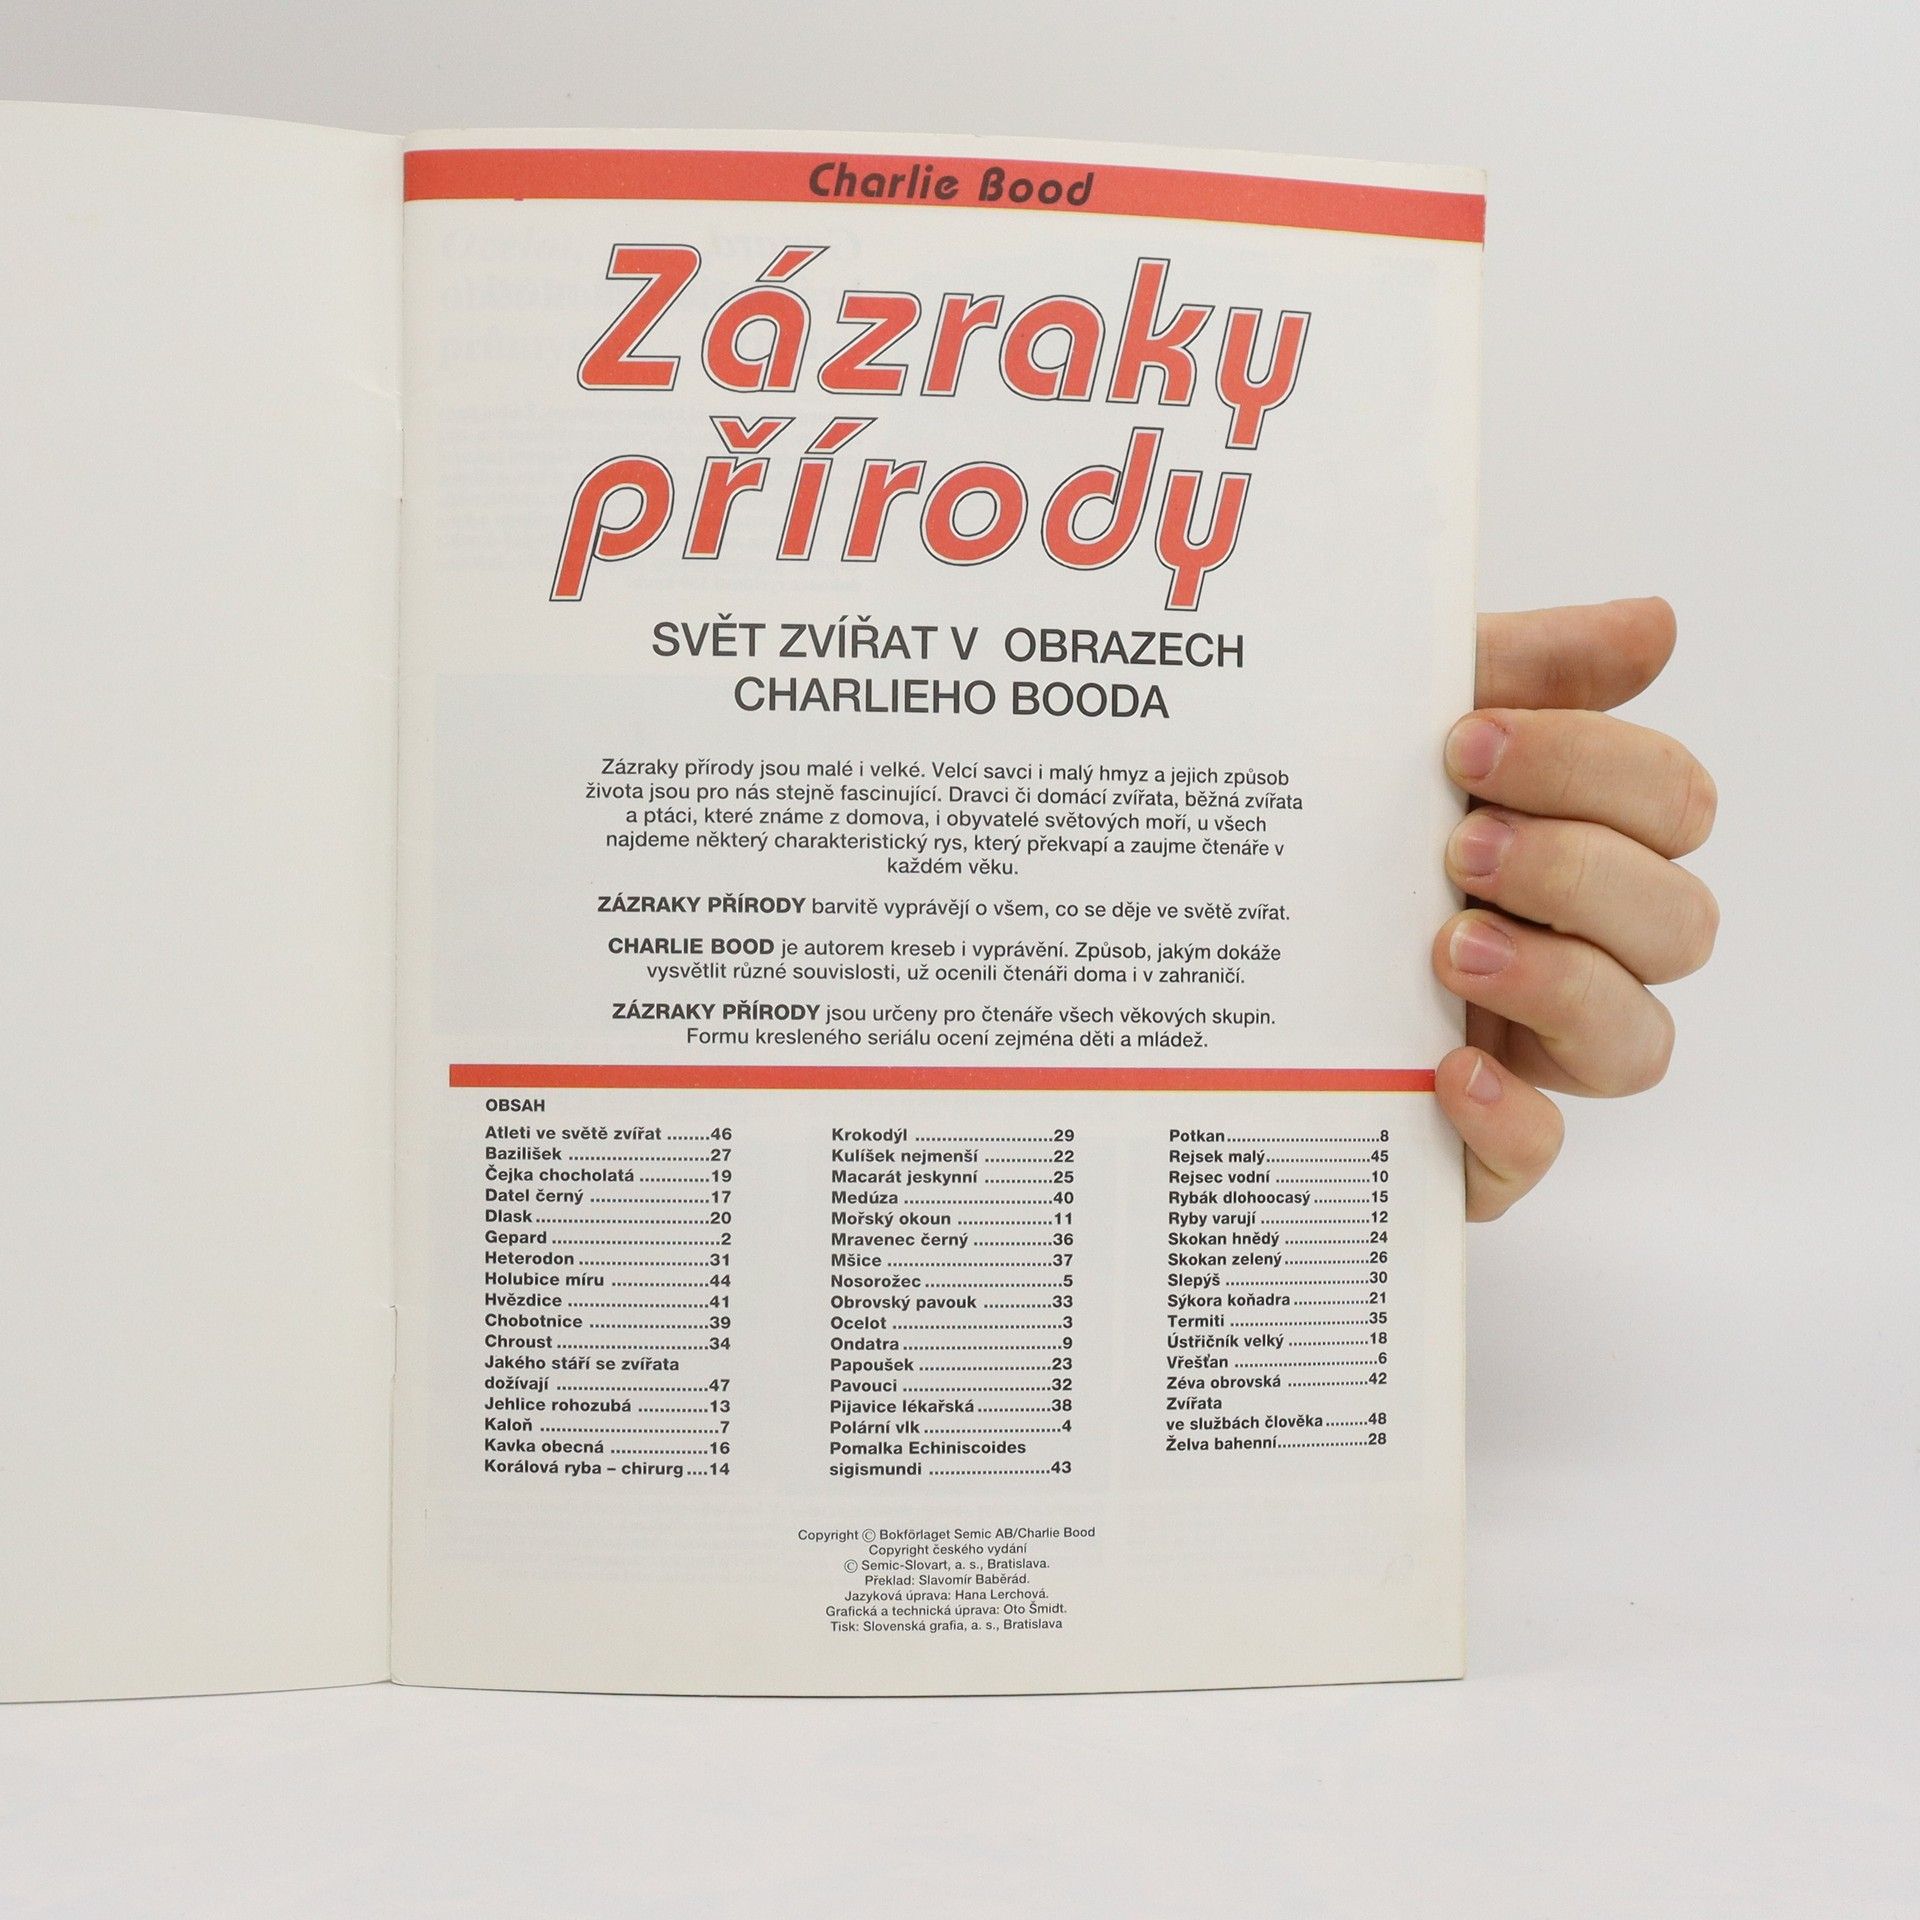 Charlie Bood
Zázraky
přírody
SVĚT ZVÍŘAT V OBRAZECH
CHARLIEHO BOODA
Zázraky přírody jsou malé i velké. Velcí savci i malý hmyz a jejich způsob
života jsou pro nás stejně fascinující. Dravci či domácí zvířata, běžná zvířata
a ptáci, které známe z domova, i obyvatelé světových moří, u všech
najdeme některý charakteristický rys, který překvapí a zaujme čtenáře v
každém věku.
ZÁZRAKY PŘÍRODY barvitě vyprávějí o všem, co se děje ve světě zvířat.
CHARLIE BOOD je autorem kreseb i vyprávění. Způsob, jakým dokáže
vysvětlit různé souvislosti, už ocenili čtenáři doma i v zahraničí.
ZÁZRAKY PŘÍRODY jsou určeny pro čtenáře všech věkových skupin.
Formu kresleného seriálu ocení zejména děti a mládež.
OBSAH
Atleti ve světě zvířat ........46
Bazilišek ..........................27
Čejka chocholatá .............19
Datel černý ......................17
Dlask................................20
Gepard ...............................2
Heterodon ........................31
Holubice míru ..................44
Hvězdice ..........................41
Chobotnice ......................39
Chroust ............................34
Jakého stáří se zvířata
dožívají ............................47
Jehlice rohozubá .............13
Kaloň .................................7
Kavka obecná ..................16
Korálová ryba – chirurg ....14
Krokodýl ..........................29
Kulíšek nejmenší .............22
Macarát jeskynní .............25
Medúza ............................40
Mořský okoun ..................11
Mravenec černý ...............36
Mšice ...............................37
Nosorožec .........................5
Obrovský pavouk .............33
Ocelot ................................3
Ondatra ..............................9
Papoušek .........................23
Pavouci ............................32
Pijavice lékařská..............38
Polární vlk .........................4
Pomalka Echiniscoides
sigismundi .......................43
Potkan...............................8
Rejsek malý.....................45
Rejsec vodní ...................10
Rybák dlohoocasý ...........15
Ryby varují ......................12
Skokan hnědý .................24
Skokan zelený.................26
Slepýš .............................30
Sýkora koňadra ...............21
Termiti .............................35
Ústřičník velký ................18
Vřešťan .............................6
Zéva obrovská ................42
Zvířata
ve službách člověka.........48
Želva bahenní..................28
Copyright © Bokförlaget Semic AB/Charlie Bood
Copyright českého vydání
© Semic-Slovart, a. s., Bratislava.
Překlad: Slavomír Baběrád.
Jazyková úprava: Hana Lerchová.
Grafická a technická úprava: Oto Šmidt.
Tisk: Slovenská grafia, a. s., Bratislava